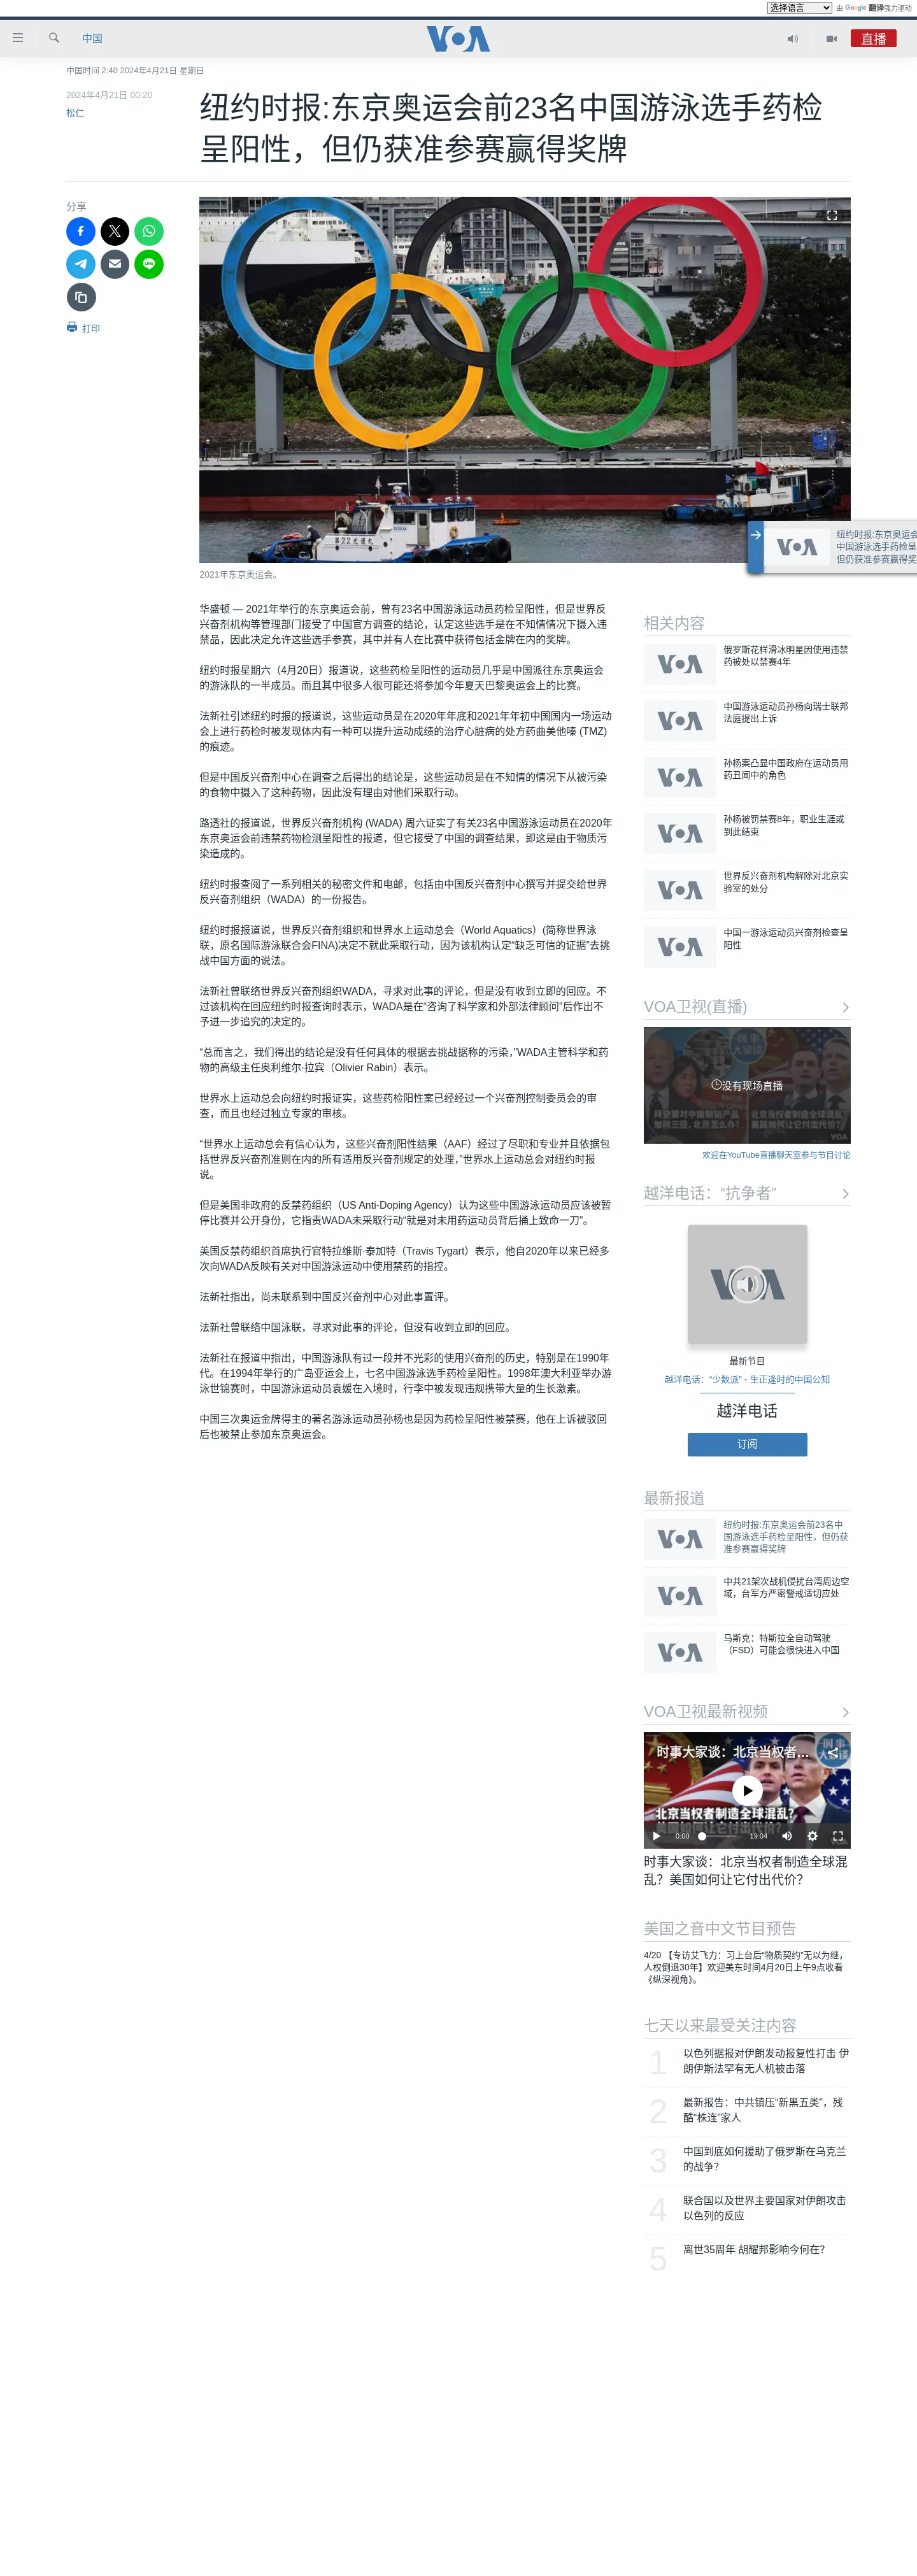 选择语言 由 Google 翻译强力驱动
中国
VOA
直播
中国时间 2:40 2024年4月21日 星期日
2024年4月21日 00:20
松仁
纽约时报:东京奥运会前23名中国游泳选手药检
呈阳性，但仍获准参赛赢得奖牌
分享
打印
2021年东京奥运会。
纽约时报:东京奥运会
中国游泳选手药检呈
但仍获准参赛赢得奖
华盛顿 — 2021年举行的东京奥运会前，曾有23名中国游泳运动员药检呈阳性，但是世界反
兴奋剂机构等管理部门接受了中国官方调查的结论，认定这些选手是在不知情情况下摄入违
禁品，因此决定允许这些选手参赛，其中并有人在比赛中获得包括金牌在内的奖牌。
纽约时报星期六（4月20日）报道说，这些药检呈阳性的运动员几乎是中国派往东京奥运会
的游泳队的一半成员。而且其中很多人很可能还将参加今年夏天巴黎奥运会上的比赛。
法新社引述纽约时报的报道说，这些运动员是在2020年年底和2021年年初中国国内一场运动
会上进行药检时被发现体内有一种可以提升运动成绩的治疗心脏病的处方药曲美他嗪 (TMZ)
的痕迹。
但是中国反兴奋剂中心在调查之后得出的结论是，这些运动员是在不知情的情况下从被污染
的食物中摄入了这种药物，因此没有理由对他们采取行动。
路透社的报道说，世界反兴奋剂机构 (WADA) 周六证实了有关23名中国游泳运动员在2020年
东京奥运会前违禁药物检测呈阳性的报道，但它接受了中国的调查结果，即这是由于物质污
染造成的。
纽约时报查阅了一系列相关的秘密文件和电邮，包括由中国反兴奋剂中心撰写并提交给世界
反兴奋剂组织（WADA）的一份报告。
纽约时报报道说，世界反兴奋剂组织和世界水上运动总会（World Aquatics）(简称世界泳
联，原名国际游泳联合会FINA)决定不就此采取行动，因为该机构认定“缺乏可信的证据”去挑
战中国方面的说法。
法新社曾联络世界反兴奋剂组织WADA，寻求对此事的评论，但是没有收到立即的回应。不
过该机构在回应纽约时报查询时表示，WADA是在“咨询了科学家和外部法律顾问”后作出不
予进一步追究的决定的。
“总而言之，我们得出的结论是没有任何具体的根据去挑战据称的污染，”WADA主管科学和药
物的高级主任奥利维尔·拉宾（Olivier Rabin）表示。
世界水上运动总会向纽约时报证实，这些药检阳性案已经经过一个兴奋剂控制委员会的审
查，而且也经过独立专家的审核。
“世界水上运动总会有信心认为，这些兴奋剂阳性结果（AAF）经过了尽职和专业并且依据包
括世界反兴奋剂准则在内的所有适用反兴奋剂规定的处理，”世界水上运动总会对纽约时报
说。
但是美国非政府的反禁药组织（US Anti-Doping Agency）认为这些中国游泳运动员应该被暂
停比赛并公开身份，它指责WADA未采取行动“就是对未用药运动员背后捅上致命一刀”。
美国反禁药组织首席执行官特拉维斯·泰加特（Travis Tygart）表示，他自2020年以来已经多
次向WADA反映有关对中国游泳运动中使用禁药的指控。
法新社指出，尚未联系到中国反兴奋剂中心对此事置评。
法新社曾联络中国泳联，寻求对此事的评论，但没有收到立即的回应。
法新社在报道中指出，中国游泳队有过一段并不光彩的使用兴奋剂的历史，特别是在1990年
代。在1994年举行的广岛亚运会上，七名中国游泳选手药检呈阳性。1998年澳大利亚举办游
泳世锦赛时，中国游泳运动员袁媛在入境时，行李中被发现违规携带大量的生长激素。
中国三次奥运金牌得主的著名游泳运动员孙杨也是因为药检呈阳性被禁赛，他在上诉被驳回
后也被禁止参加东京奥运会。
相关内容
俄罗斯花样滑冰明星因使用违禁
药被处以禁赛4年
中国游泳运动员孙杨向瑞士联邦
法庭提出上诉
孙杨案凸显中国政府在运动员用
药丑闻中的角色
孙杨被罚禁赛8年，职业生涯或
到此结束
世界反兴奋剂机构解除对北京实
验室的处分
中国一游泳运动员兴奋剂检查呈
阳性
VOA卫视(直播)
没有现场直播
欢迎在YouTube直播聊天室参与节目讨论
越洋电话：“抗争者”
最新节目
越洋电话：“少数派” - 生正逢时的中国公知
越洋电话
订阅
最新报道
纽约时报:东京奥运会前23名中
国游泳选手药检呈阳性，但仍获
准参赛赢得奖牌
中共21架次战机侵扰台湾周边空
域，台军方严密警戒适切应处
马斯克：特斯拉全自动驾驶
（FSD）可能会很快进入中国
VOA卫视最新视频
时事大家谈：北京当权者...
北京当权者制造全球混乱？
0:00 19:04
时事大家谈：北京当权者制造全球混
乱？美国如何让它付出代价？
美国之音中文节目预告
4/20 【专访艾飞力：习上台后“物质契约”无以为继，
人权倒退30年】欢迎美东时间4月20日上午9点收看
《纵深视角》。
七天以来最受关注内容
1 以色列据报对伊朗发动报复性打击 伊
朗伊斯法罕有无人机被击落
2 最新报告：中共镇压“新黑五类”，残
酷“株连”家人
3 中国到底如何援助了俄罗斯在乌克兰
的战争？
4 联合国以及世界主要国家对伊朗攻击
以色列的反应
5 离世35周年 胡耀邦影响今何在？